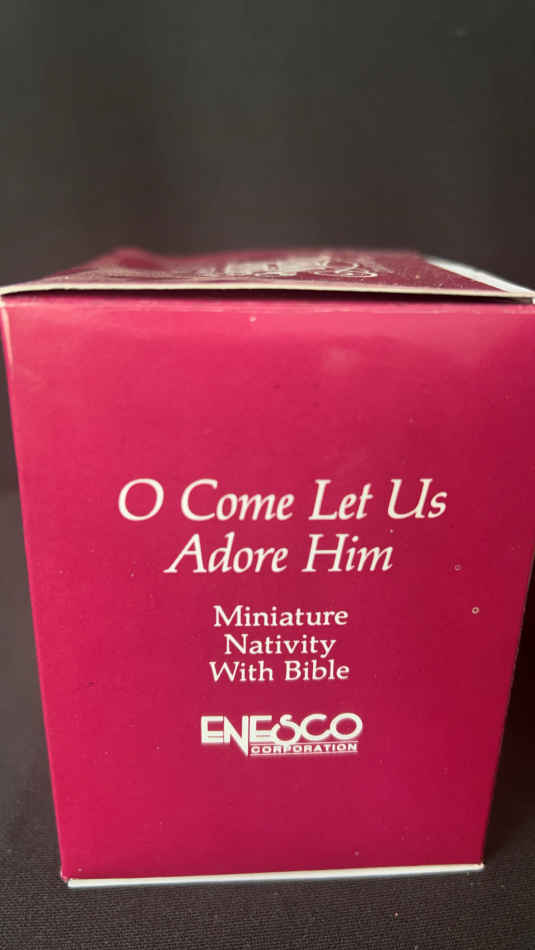 O Come Let Us
Adore Him
Miniature
Nativity
With Bible
ENESCO
CORPORATION